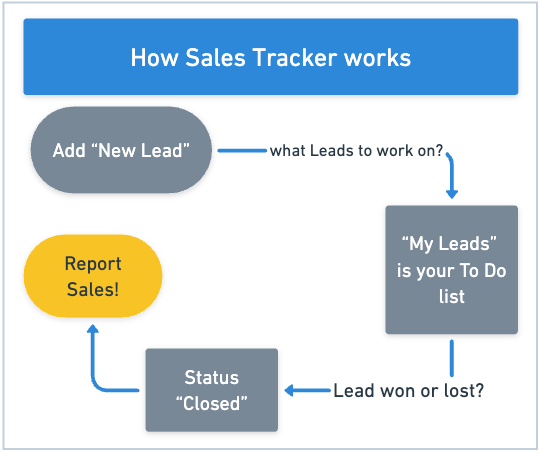 How Sales Tracker works
Add “New Lead”
what Leads to work on?
“My Leads”
is your To Do
list
Lead won or lost?
Status
“Closed”
Report
Sales!